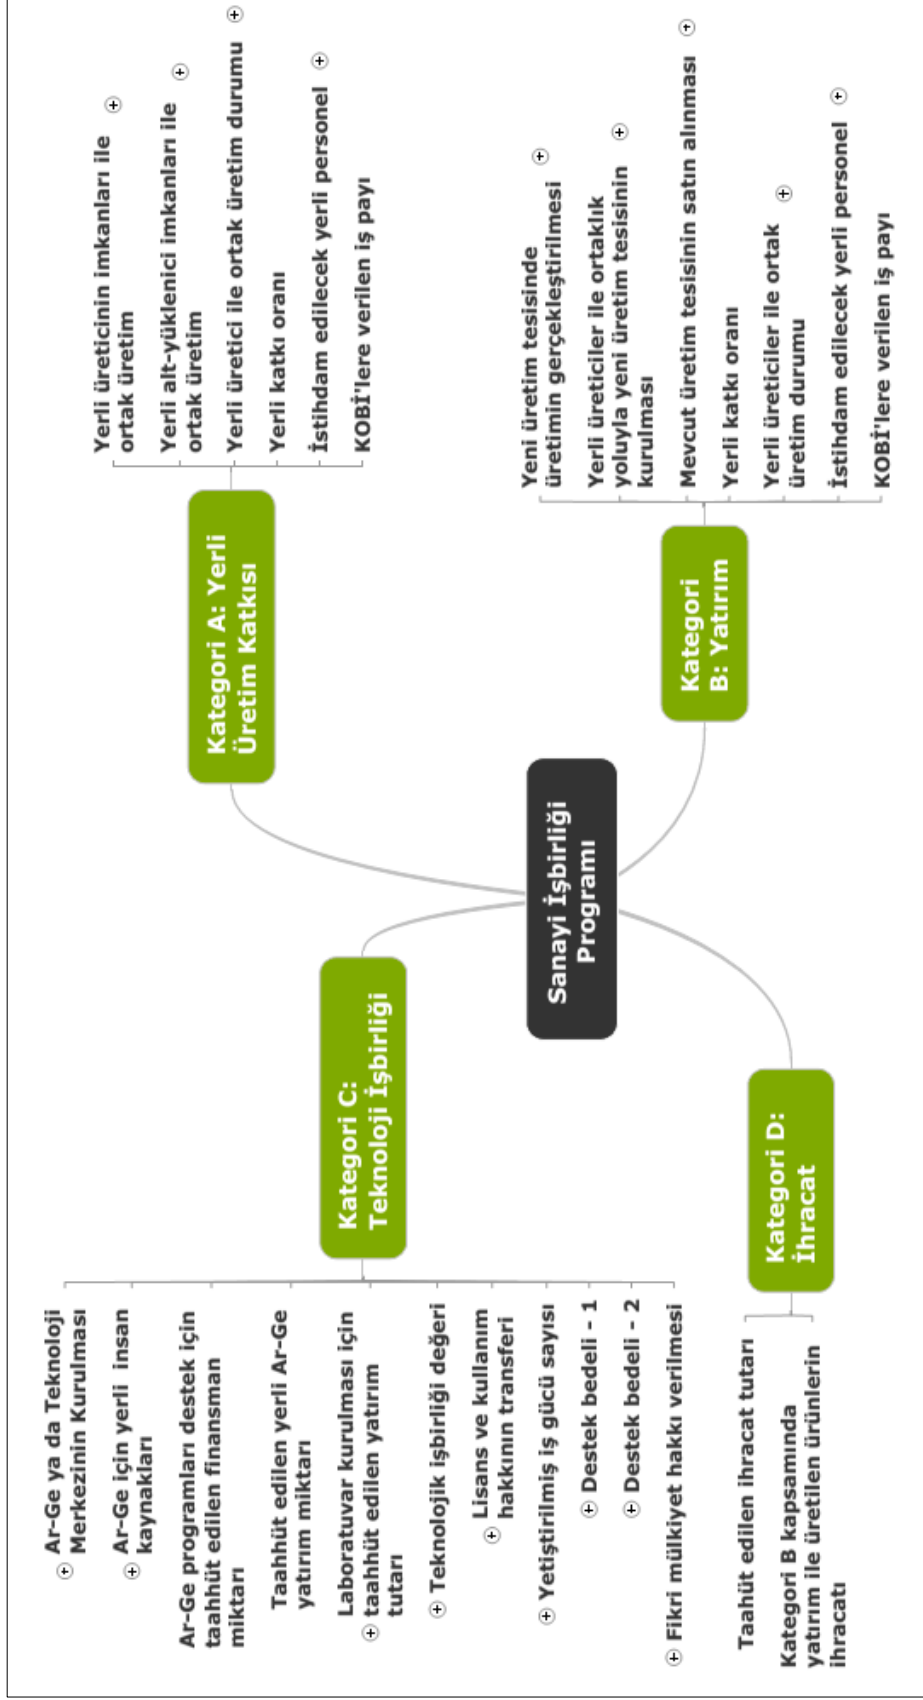 Sanayi İşbirliği
Programı
Kategori A: Yerli
Üretim Katkısı
Yerli üreticinin imkanları ile
ortak üretim
Yerli alt-yüklenici imkanları ile
ortak üretim
Yerli üretici ile ortak üretim durumu
Yerli katkı oranı
İstihdam edilecek yerli personel
KOBİ'lere verilen iş payı
Kategori
B: Yatırım
Yeni üretim tesisinde
üretimin gerçekleştirilmesi
Yerli üreticiler ile ortaklık
yoluyla yeni üretim tesisinin
kurulması
Mevcut üretim tesisinin satın alınması
Yerli katkı oranı
Yerli üreticiler ile ortak
üretim durumu
İstihdam edilecek yerli personel
KOBİ'lere verilen iş payı
Kategori C:
Teknoloji İşbirliği
Ar-Ge ya da Teknoloji
Merkezinin Kurulması
Ar-Ge için yerli insan
kaynakları
Ar-Ge programları destek için
taahhüt edilen finansman
miktarı
Taahhüt edilen yerli Ar-Ge
yatırım miktarı
Laboratuvar kurulması için
taahhüt edilen yatırım
tutarı
Teknolojik işbirliği değeri
Lisans ve kullanım
hakkının transferi
Yetiştirilmiş iş gücü sayısı
Destek bedeli - 1
Destek bedeli - 2
Fikri mülkiyet hakkı verilmesi
Kategori D:
İhracat
Taahüt edilen ihracat tutarı
Kategori B kapsamında
yatırım ile üretilen ürünlerin
ihracatı